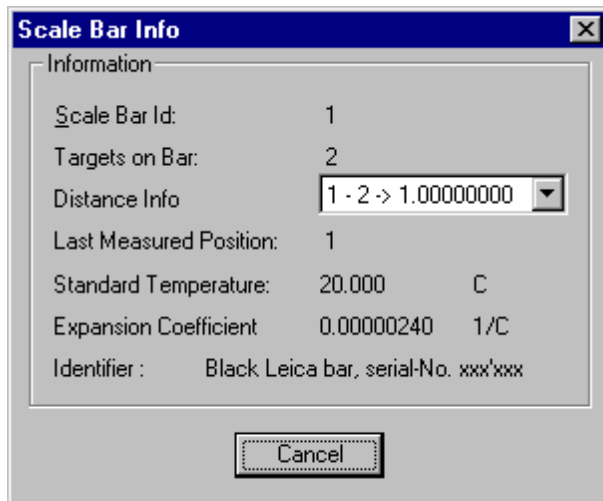 Scale Bar Info
Information
Scale Bar Id: 1
Targets on Bar: 2
Distance Info 1 - 2 -> 1.00000000
Last Measured Position: 1
Standard Temperature: 20.000 C
Expansion Coefficient 0.00000240 1/C
Identifier : Black Leica bar, serial-No. xxx'xxx
Cancel